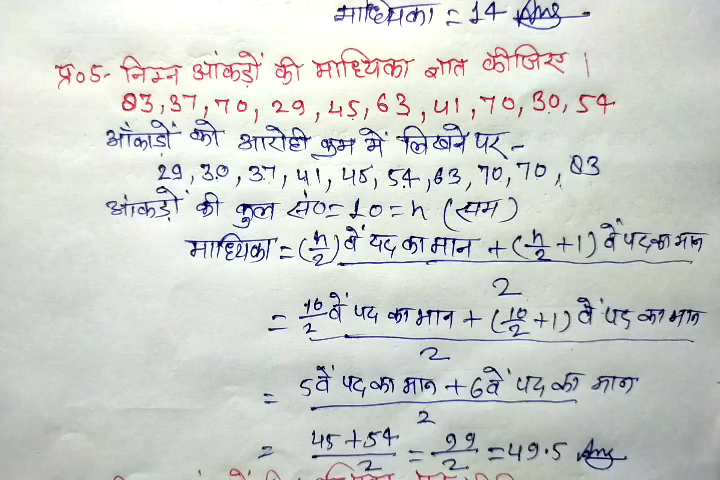 माध्यिका = 14 Ans
प्र०5- निम्न आंकड़ों की माध्यिका ज्ञात कीजिए ।
83, 37, 70, 29, 45, 63, 41, 70, 30, 54
आंकड़ों को आरोही क्रम में लिखने पर -
29, 30, 37, 41, 45, 54, 63, 70, 70, 83
आंकड़ों की कुल सं० = 10 = n (सम)
माध्यिका = (n/2) वें पद का मान + (n/2 + 1) वें पद का मान
2
= 10/2 वें पद का मान + (10/2 + 1) वें पद का मान
2
= 5वें पद का मान + 6वें पद का मान
2
= 45 + 54 / 2 = 99/2 = 49.5 Ans